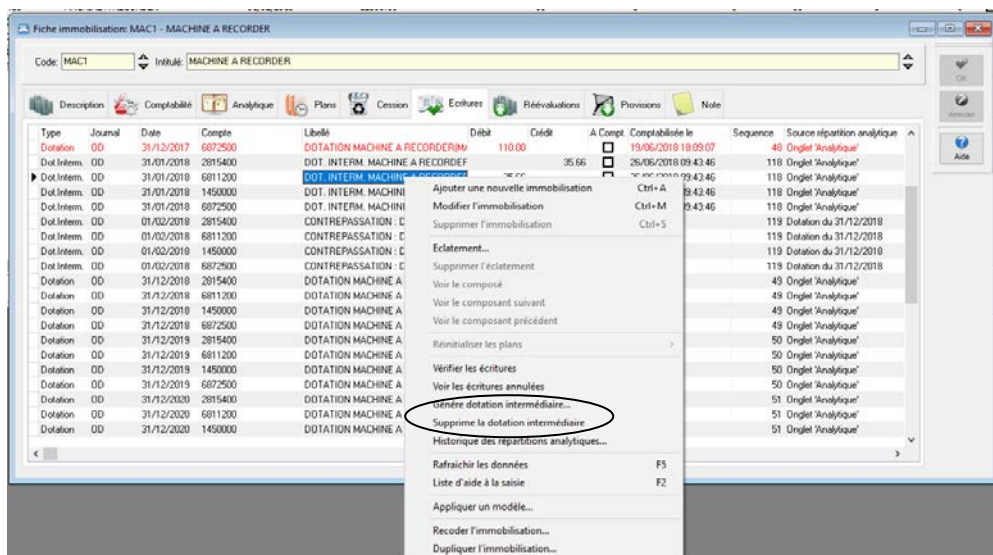 Fiche immobilisation: MAC1 - MACHINE A RECORDER
Code: MAC1 Intitulé: MACHINE A RECORDER
OK
Annuler
Aide
Description Comptabilité Analytique Plans Cession Ecritures Réévaluations Provisions Note
Type Journal Date Compte Libellé Débit Crédit A Compt. Comptabilisée le Sequence Source répartition analytique
Dotation OD 31/12/2017 6872500 DOTATION MACHINE A RECORDER(MA 110.00 19/06/2018 18:09:07 48 Onglet 'Analytique'
Dot.Interm. OD 31/01/2018 2815400 DOT. INTERM. MACHINE A RECORDEF 35.66 26/06/2018 09:43:46 118 Onglet 'Analytique'
Dot.Interm. OD 31/01/2018 6811200 DOT. INTERM. MACHINE A RECORDEF 118 Onglet 'Analytique'
Dot.Interm. OD 31/01/2018 1450000 DOT. INTERM. MACHINI 118 Onglet 'Analytique'
Dot.Interm. OD 31/01/2018 6872500 DOT. INTERM. MACHINI 118 Onglet 'Analytique'
Dot.Interm. OD 01/02/2018 2815400 CONTREPASSATION : D 119 Dotation du 31/12/2018
Dot.Interm. OD 01/02/2018 6811200 CONTREPASSATION : D 119 Dotation du 31/12/2018
Dot.Interm. OD 01/02/2018 1450000 CONTREPASSATION : D 119 Dotation du 31/12/2018
Dot.Interm. OD 01/02/2018 6872500 CONTREPASSATION : D 119 Dotation du 31/12/2018
Dotation OD 31/12/2018 2815400 DOTATION MACHINE A 49 Onglet 'Analytique'
Dotation OD 31/12/2018 6811200 DOTATION MACHINE A 49 Onglet 'Analytique'
Dotation OD 31/12/2018 1450000 DOTATION MACHINE A 49 Onglet 'Analytique'
Dotation OD 31/12/2018 6872500 DOTATION MACHINE A 49 Onglet 'Analytique'
Dotation OD 31/12/2019 2815400 DOTATION MACHINE A 50 Onglet 'Analytique'
Dotation OD 31/12/2019 6811200 DOTATION MACHINE A 50 Onglet 'Analytique'
Dotation OD 31/12/2019 1450000 DOTATION MACHINE A 50 Onglet 'Analytique'
Dotation OD 31/12/2019 6872500 DOTATION MACHINE A 50 Onglet 'Analytique'
Dotation OD 31/12/2020 2815400 DOTATION MACHINE A 51 Onglet 'Analytique'
Dotation OD 31/12/2020 6811200 DOTATION MACHINE A 51 Onglet 'Analytique'
Dotation OD 31/12/2020 1450000 DOTATION MACHINE A 51 Onglet 'Analytique'
Ajouter une nouvelle immobilisation Ctrl+A
Modifier l'immobilisation Ctrl+M
Supprimer l'immobilisation Ctrl+S
Eclatement...
Supprimer l'éclatement
Voir le composé
Voir le composant suivant
Voir le composant précédent
Réinitialiser les plans
Vérifier les écritures
Voir les écritures annulées
Génère dotation intermédiaire...
Supprime la dotation intermédiaire
Historique des répartitions analytiques...
Rafraichir les données F5
Liste d'aide à la saisie F2
Appliquer un modèle...
Recoder l'immobilisation...
Dupliquer l'immobilisation...